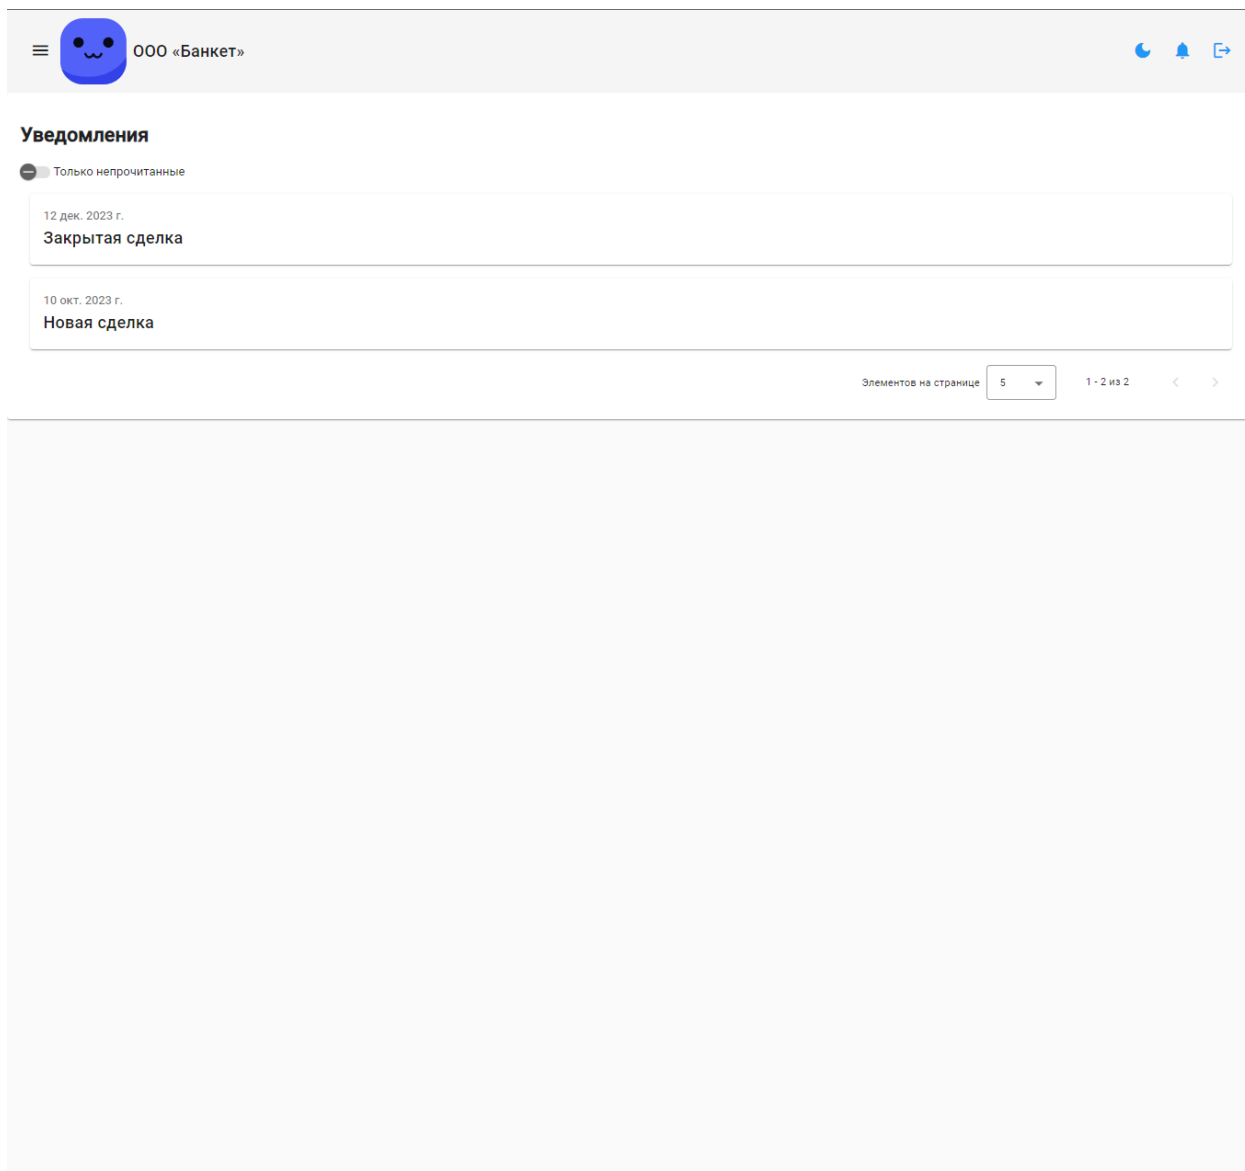 ООО «Банкет»
Уведомления
Только непрочитанные
12 дек. 2023 г.
Закрытая сделка
10 окт. 2023 г.
Новая сделка
Элементов на странице 5 1 - 2 из 2